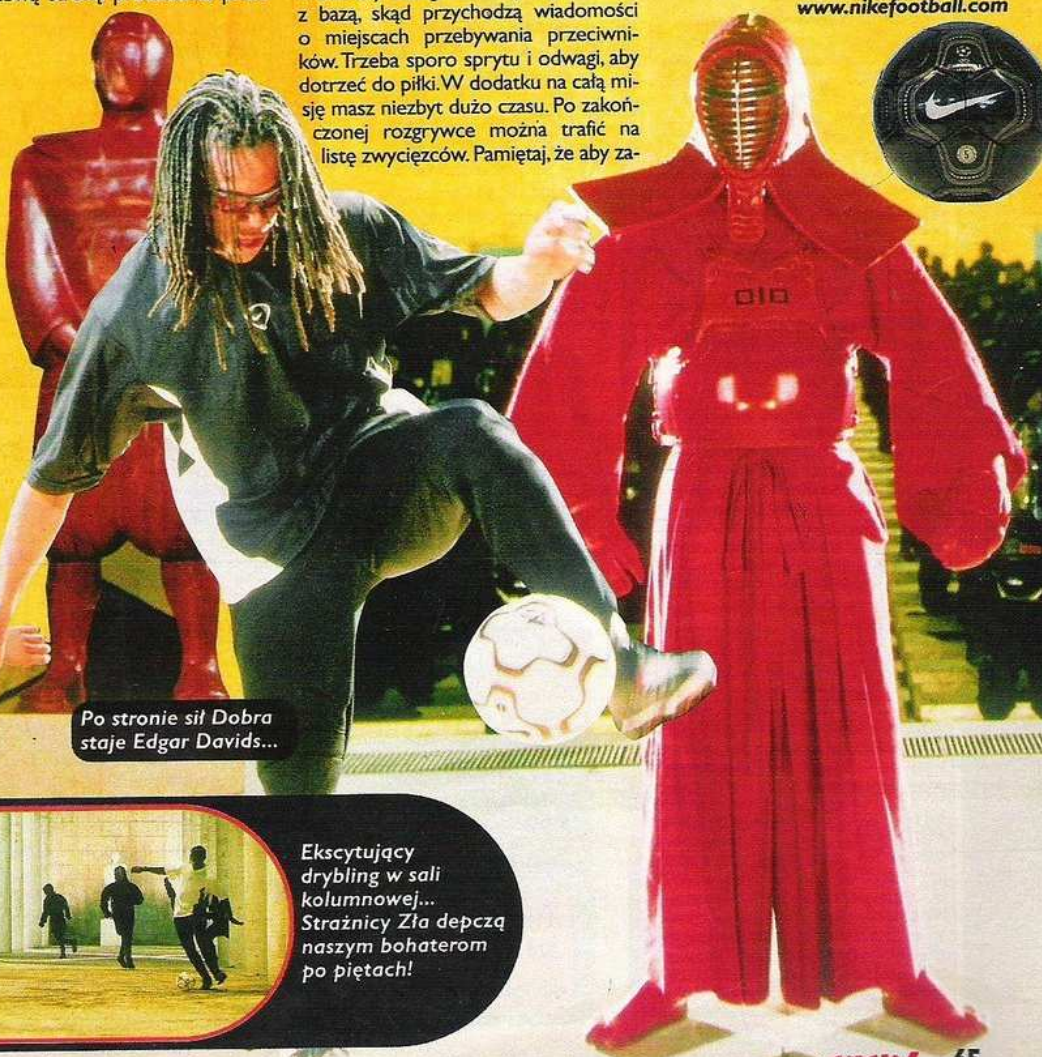 z bazą, skąd przychodzą wiadomości
o miejscach przebywania przeciwni-
ków. Trzeba sporo sprytu i odwagi, aby
dotrzeć do piłki. W dodatku na całą mi-
sję masz niezbyt dużo czasu. Po zakoń-
czonej rozgrywce można trafić na
listę zwycięzców. Pamiętaj, że aby za-
www.nikefootball.com
Po stronie sił Dobra
staje Edgar Davids...
Ekscytujący
drybling w sali
kolumnowej...
Strażnicy Zła depczą
naszym bohaterom
po piętach!
65